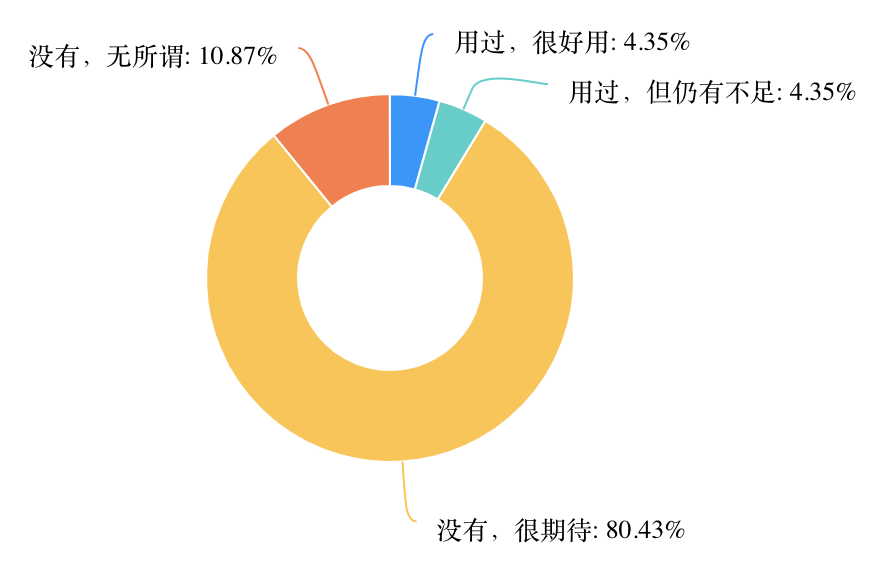 用过，很好用: 4.35%
没有，无所谓: 10.87%
用过，但仍有不足: 4.35%
没有，很期待: 80.43%